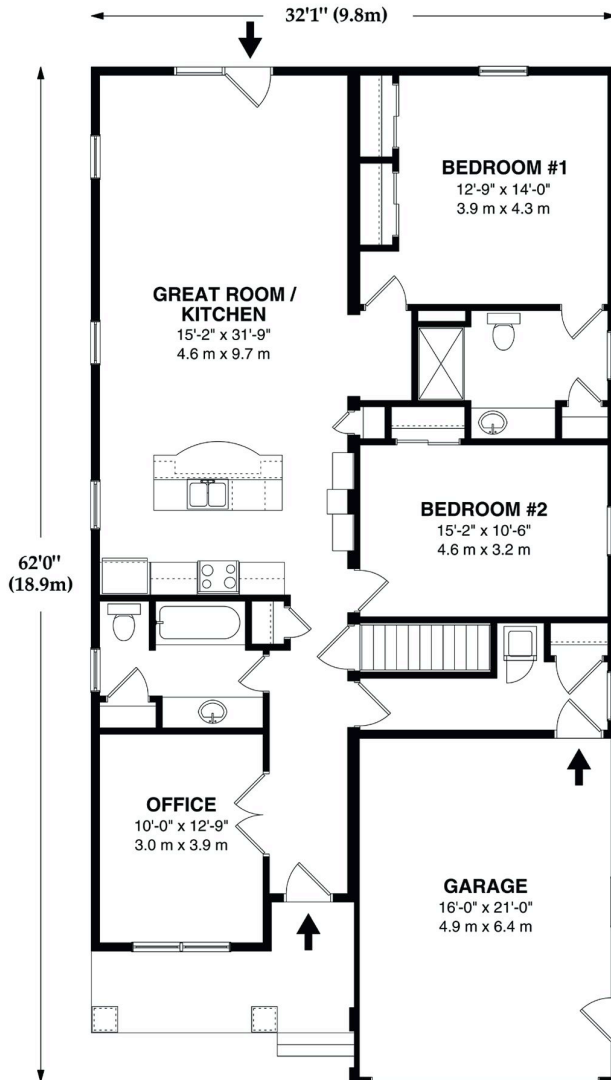 32'1" (9.8m)
BEDROOM #1
12'-9" x 14'-0"
3.9 m x 4.3 m
GREAT ROOM /
KITCHEN
15'-2" x 31'-9"
4.6 m x 9.7 m
BEDROOM #2
15'-2" x 10'-6"
4.6 m x 3.2 m
62'0"
(18.9m)
OFFICE
10'-0" x 12'-9"
3.0 m x 3.9 m
GARAGE
16'-0" x 21'-0"
4.9 m x 6.4 m